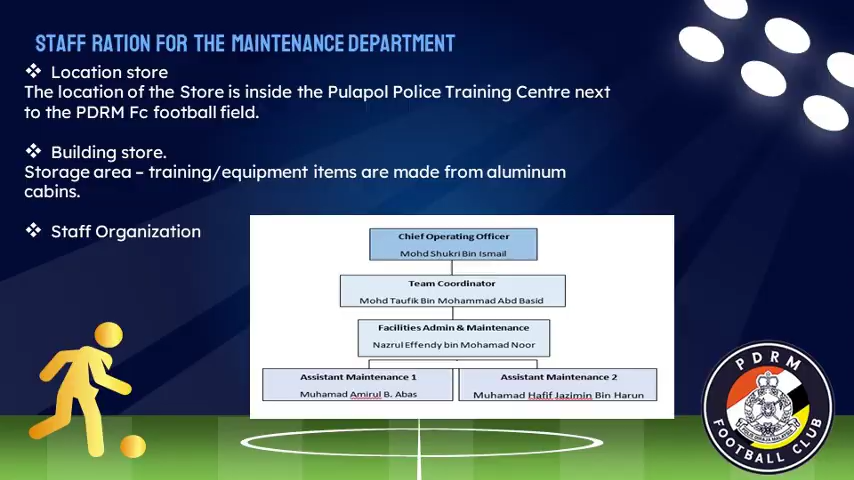 STAFF RATION FOR THE MAINTENANCE DEPARTMENT
❖ Location store
The location of the Store is inside the Pulapol Police Training Centre next
to the PDRM Fc football field.
❖ Building store.
Storage area – training/equipment items are made from aluminum
cabins.
❖ Staff Organization
Chief Operating Officer
Mohd Shukri Bin Ismail
Team Coordinator
Mohd Taufik Bin Mohammad Abd Basid
Facilities Admin & Maintenance
Nazrul Effendy bin Mohamad Noor
Assistant Maintenance 1
Muhamad Amirul B. Abas
Assistant Maintenance 2
Muhamad Hafif Jazimin Bin Harun
PDRM
FOOTBALL CLUB